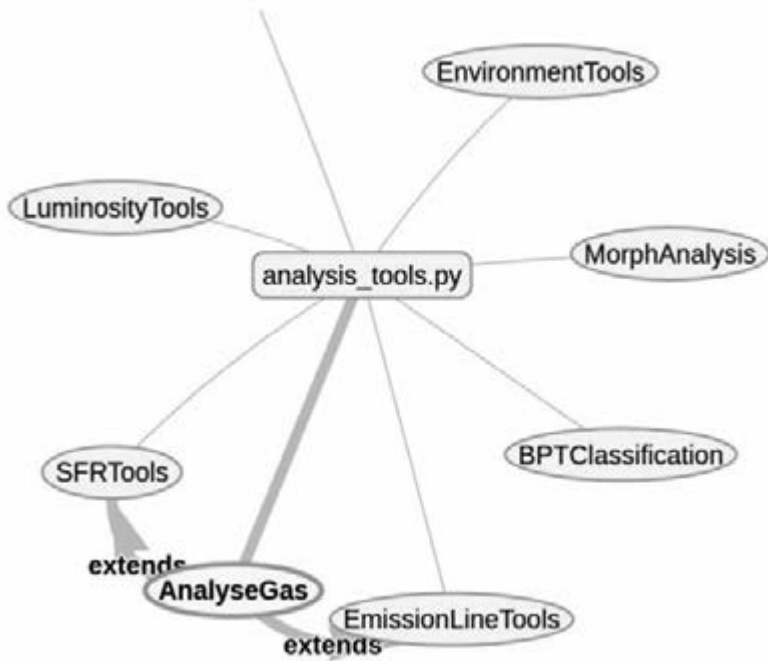 EnvironmentTools
LuminosityTools
MorphAnalysis
analysis_tools.py
BPTClassification
SFRTools
extends
AnalyseGas
EmissionLineTools
extends